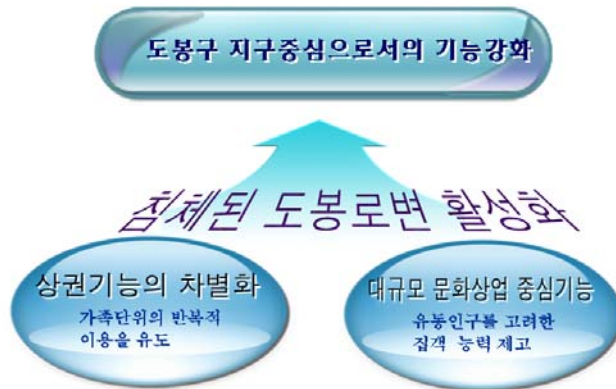 도봉구 지구중심으로서의 기능강화
침체된 도봉로변 활성화
상권기능의 차별화
가족단위의 반복적
이용을 유도
대규모 문화상업 중심기능
유동인구를 고려한
집객 능력 제고